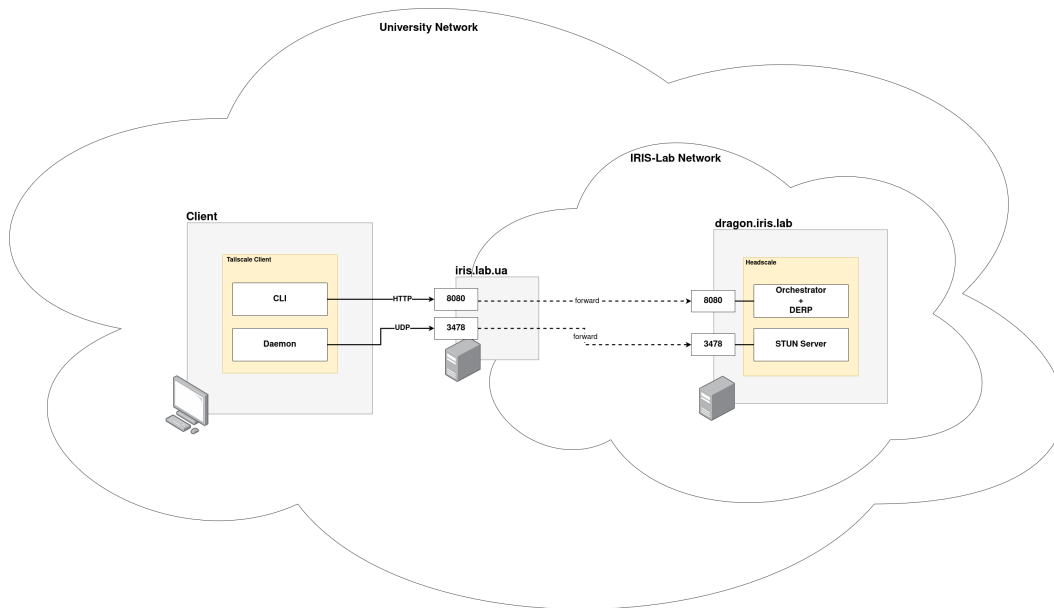 University Network
IRIS-Lab Network
Client
Tailscale Client
CLI
Daemon
HTTP
UDP
iris.lab.ua
8080
3478
forward
forward
dragon.iris.lab
8080
3478
Headscale
Orchestrator
+
DERP
STUN Server